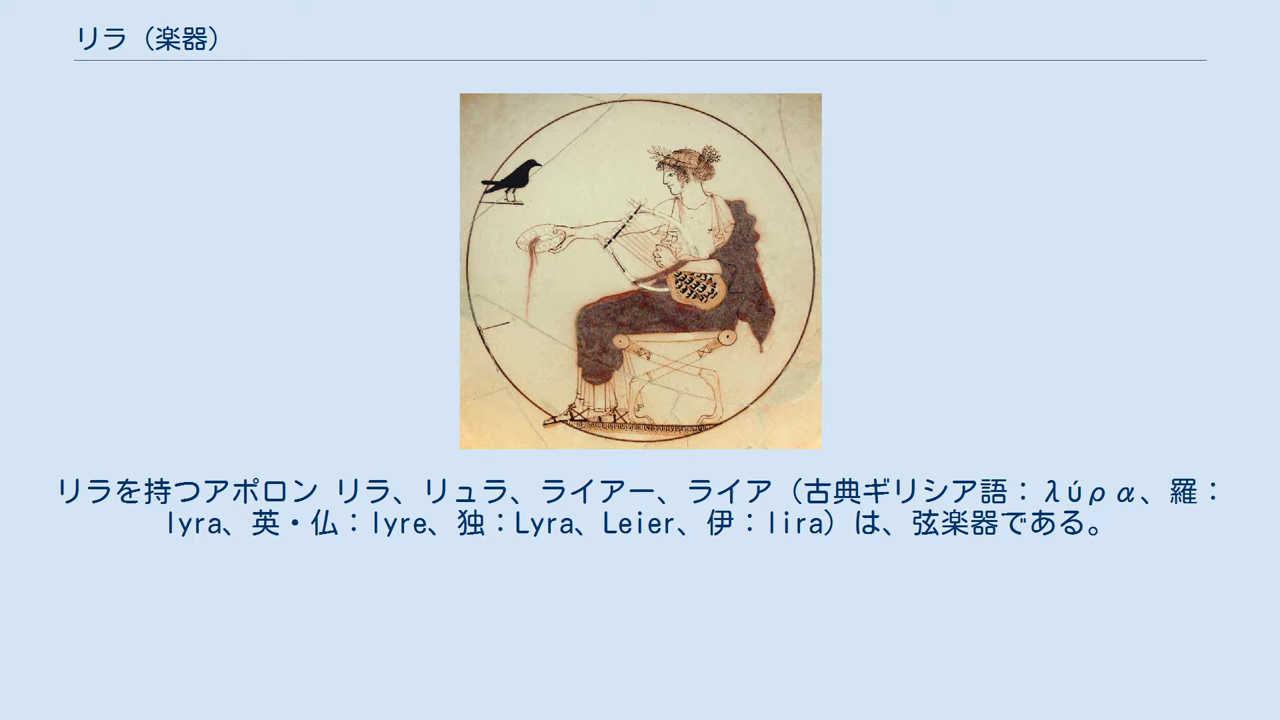 リラ（楽器）
リラを持つアポロン リラ、リュラ、ライアー、ライア（古典ギリシア語：λύρα、羅：
lyra、英・仏：lyre、独：Lyra、Leier、伊：lira）は、弦楽器である。